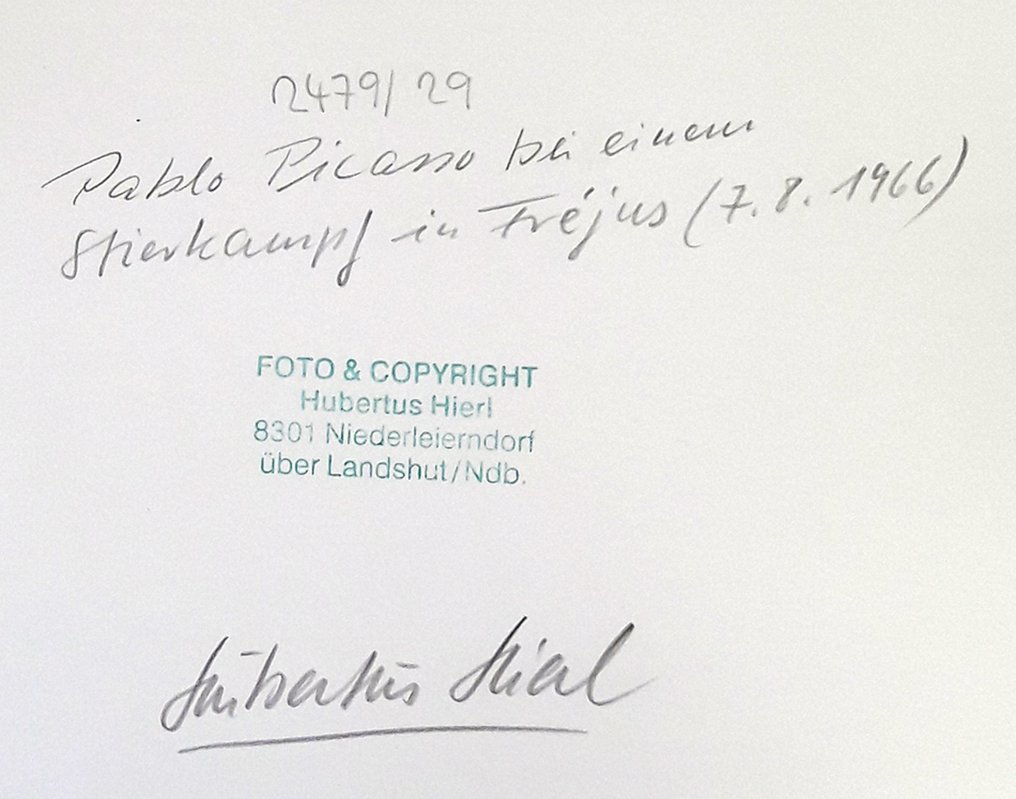 2479/29
Pablo Picasso bei einem
Stierkampf in Fréjus (7.8.1966)
FOTO & COPYRIGHT
Hubertus Hierl
8301 Niederleierndorf
über Landshut/Ndb.
Hubertus Hierl